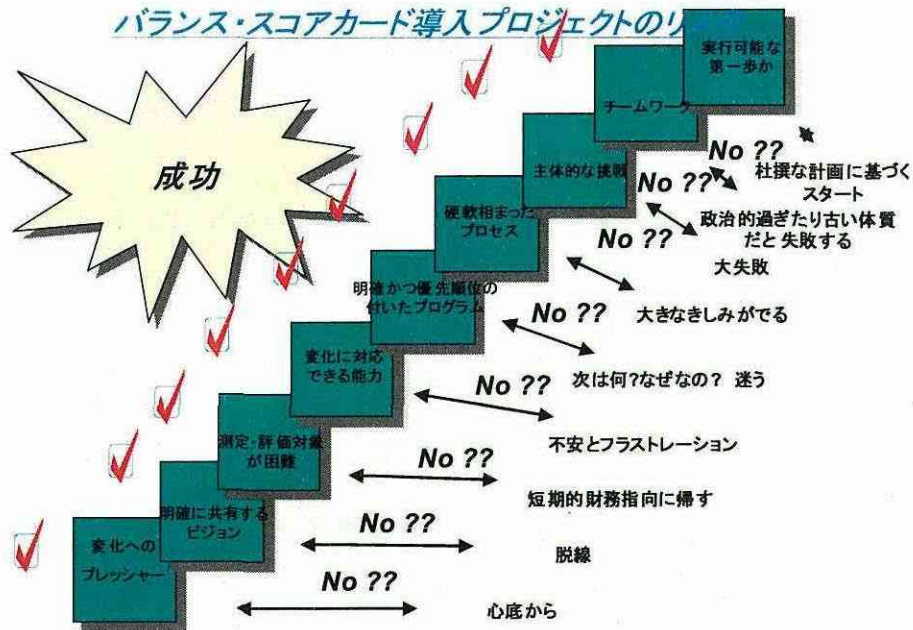 バランス・スコアカード導入プロジェクトのリ
成功
実行可能な
第一歩か
チームワーク
主体的な挑戦
硬軟相まった
プロセス
明確かつ優先順位の
付いたプログラム
変化に対応
できる能力
測定・評価対象
が困難
明確に共有する
ビジョン
変化への
プレッシャー
No ??
杜撰な計画に基づく
スタート
No ??
政治的過ぎたり古い体質
だと失敗する
No ??
大失敗
No ??
大きなきしみがでる
No ??
次は何?なぜなの? 迷う
No ??
不安とフラストレーション
No ??
短期的財務指向に帰す
脱線
No ??
心底から